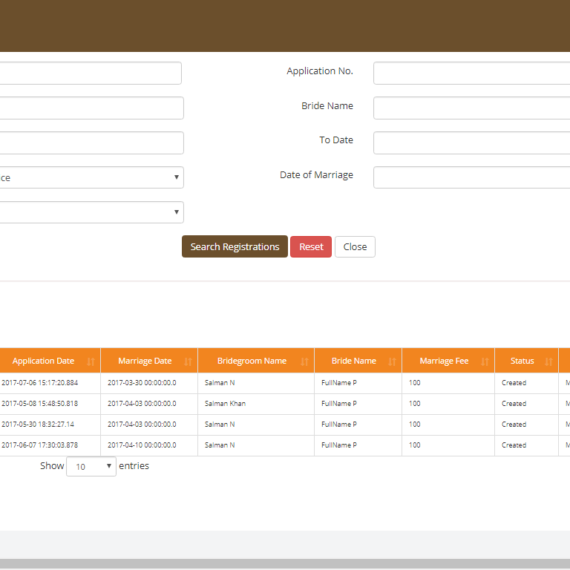 Application No.
Bride Name
To Date
ce Date of Marriage
Search Registrations Reset Close
Application Date Marriage Date Bridegroom Name Bride Name Marriage Fee Status
2017-07-06 15:17:20.884 2017-03-30 00:00:00.0 Salman N FullName P 100 Created M
2017-05-08 15:48:50.818 2017-04-03 00:00:00.0 Salman Khan FullName P 100 Created M
2017-05-30 18:32:27.14 2017-04-03 00:00:00.0 Salman N FullName P 100 Created M
2017-06-07 17:30:03.878 2017-04-10 00:00:00.0 Salman N FullName P 100 Created M
Show 10 entries